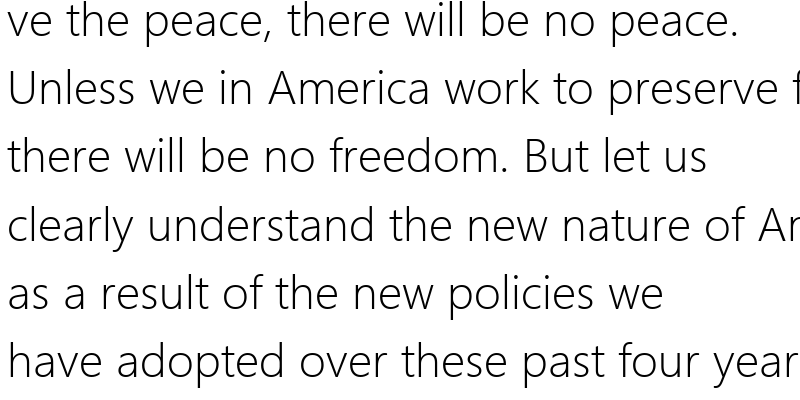 ve the peace, there will be no peace.
Unless we in America work to preserve f
there will be no freedom. But let us
clearly understand the new nature of Ar
as a result of the new policies we
have adopted over these past four year